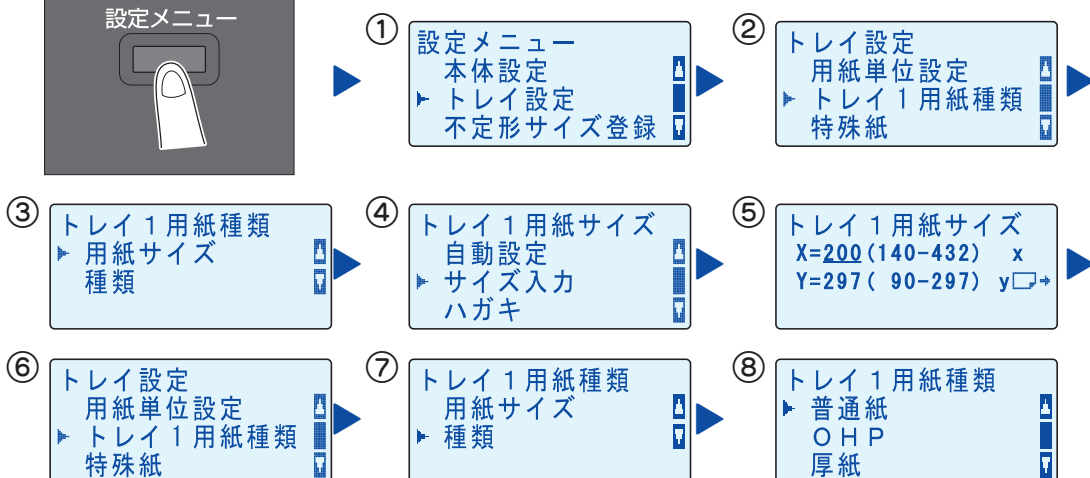 設定メニュー
①
設定メニュー
本体設定
トレイ設定
不定形サイズ登録
②
トレイ設定
用紙単位設定
トレイ1用紙種類
特殊紙
③
トレイ1用紙種類
用紙サイズ
種類
④
トレイ1用紙サイズ
自動設定
サイズ入力
ハガキ
⑤
トレイ1用紙サイズ
X=200(140-432) x
Y=297( 90-297) y
⑥
トレイ設定
用紙単位設定
トレイ1用紙種類
特殊紙
⑦
トレイ1用紙種類
用紙サイズ
種類
⑧
トレイ1用紙種類
普通紙
OHP
厚紙